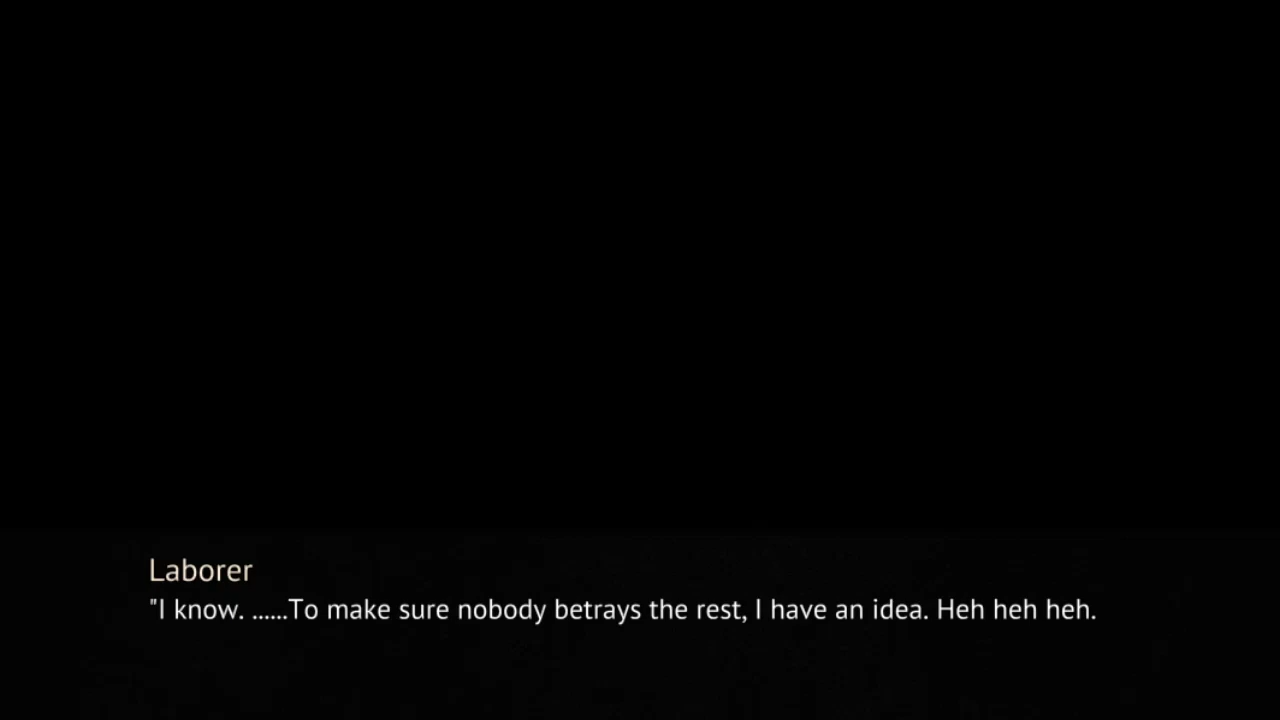 Laborer
"I know. ......To make sure nobody betrays the rest, I have an idea. Heh heh heh.